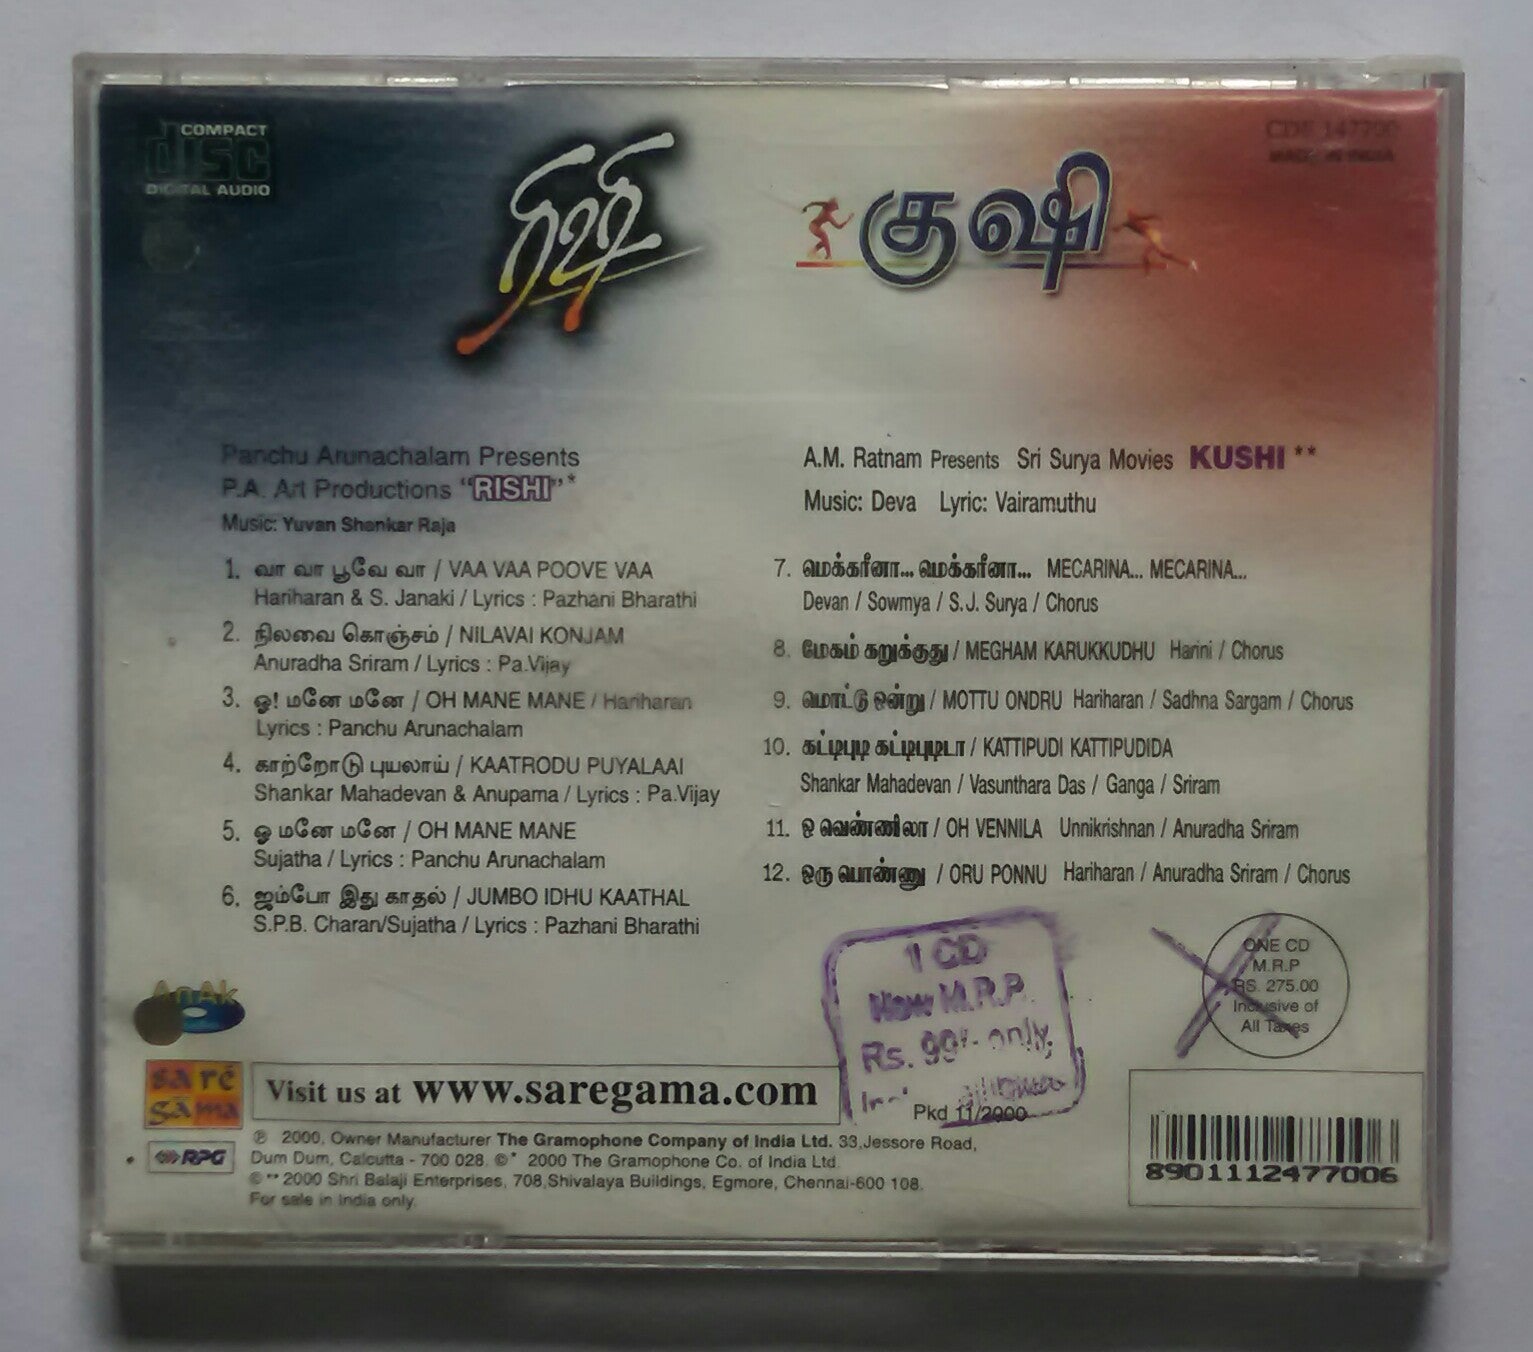 COMPACT
DISC
DIGITAL AUDIO
ரிஷி
குஷி
CDF 147700
MADE IN INDIA
Panchu Arunachalam Presents
P.A. Art Productions "RISHI"*
Music: Yuvan Shankar Raja
1. வா வா பூவே வா / VAA VAA POOVE VAA
Hariharan & S. Janaki / Lyrics : Pazhani Bharathi
2. நிலவை கொஞ்சம் / NILAVAI KONJAM
Anuradha Sriram / Lyrics : Pa.Vijay
3. ஓ! மனே மனே / OH MANE MANE / Hariharan
Lyrics : Panchu Arunachalam
4. காற்றோடு புயலாய் / KAATRODU PUYALAAI
Shankar Mahadevan & Anupama / Lyrics : Pa.Vijay
5. ஓ மனே மனே / OH MANE MANE
Sujatha / Lyrics : Panchu Arunachalam
6. ஜம்போ இது காதல் / JUMBO IDHU KAATHAL
S.P.B. Charan/Sujatha / Lyrics : Pazhani Bharathi
A.M. Ratnam Presents Sri Surya Movies KUSHI **
Music: Deva Lyric: Vairamuthu
7. மெக்கரீனா... மெக்கரீனா... MECARINA... MECARINA...
Devan / Sowmya / S.J. Surya / Chorus
8. மேகம் கறுக்குது / MEGHAM KARUKKUDHU Harini / Chorus
9. மொட்டு ஒன்று / MOTTU ONDRU Hariharan / Sadhna Sargam / Chorus
10. கட்டிபுடி கட்டிபுடிடா / KATTIPUDI KATTIPUDIDA
Shankar Mahadevan / Vasunthara Das / Ganga / Sriram
11. ஓ வெண்ணிலா / OH VENNILA Unnikrishnan / Anuradha Sriram
12. ஒரு பொண்ணு / ORU PONNU Hariharan / Anuradha Sriram / Chorus
1 CD
New M.R.P.
Rs. 99/- only.
ONE CD
M.R.P
RS. 275.00
Inclusive of
All Taxes
AnAk
sa rē
gā ma
Visit us at www.saregama.com
Pkd 11/2000
RPG
℗ 2000, Owner Manufacturer The Gramophone Company of India Ltd. 33,Jessore Road,
Dum Dum, Calcutta - 700 028. ©* 2000 The Gramophone Co. of India Ltd.
©** 2000 Shri Balaji Enterprises, 708,Shivalaya Buildings, Egmore, Chennai-600 108.
For sale in India only.
8901112477006